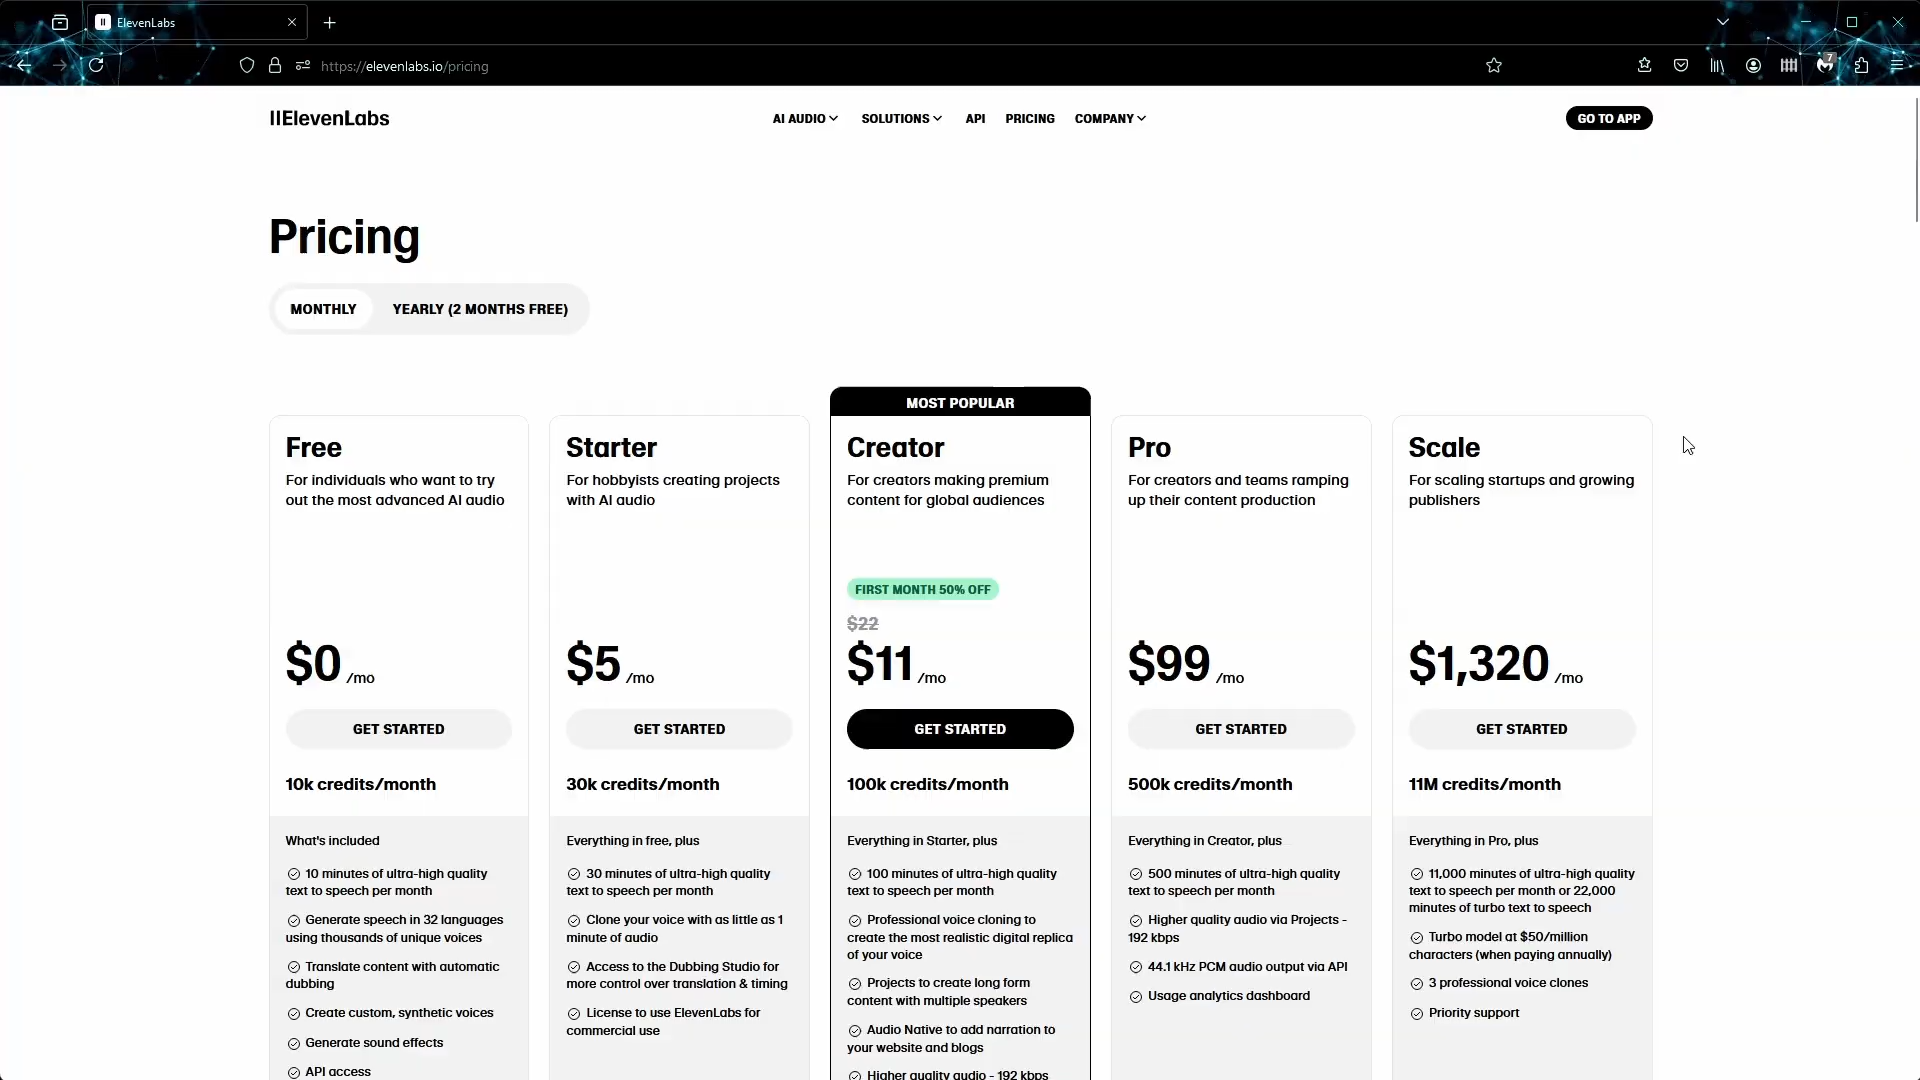 ElevenLabs
https://elevenlabs.io/pricing
7
IIElevenLabs
AI AUDIO
SOLUTIONS
API
PRICING
COMPANY
GO TO APP
Pricing
MONTHLY
YEARLY (2 MONTHS FREE)
Free
For individuals who want to try
out the most advanced AI audio
$0 /mo
GET STARTED
10k credits/month
What's included
10 minutes of ultra-high quality
text to speech per month
Generate speech in 32 languages
using thousands of unique voices
Translate content with automatic
dubbing
Create custom, synthetic voices
Generate sound effects
API access
Starter
For hobbyists creating projects
with AI audio
$5 /mo
GET STARTED
30k credits/month
Everything in free, plus
30 minutes of ultra-high quality
text to speech per month
Clone your voice with as little as 1
minute of audio
Access to the Dubbing Studio for
more control over translation & timing
License to use ElevenLabs for
commercial use
MOST POPULAR
Creator
For creators making premium
content for global audiences
FIRST MONTH 50% OFF
$22
$11 /mo
GET STARTED
100k credits/month
Everything in Starter, plus
100 minutes of ultra-high quality
text to speech per month
Professional voice cloning to
create the most realistic digital replica
of your voice
Projects to create long form
content with multiple speakers
Audio Native to add narration to
your website and blogs
Higher quality audio - 192 kbps
Pro
For creators and teams ramping
up their content production
$99 /mo
GET STARTED
500k credits/month
Everything in Creator, plus
500 minutes of ultra-high quality
text to speech per month
Higher quality audio via Projects -
192 kbps
44.1 kHz PCM audio output via API
Usage analytics dashboard
Scale
For scaling startups and growing
publishers
$1,320 /mo
GET STARTED
11M credits/month
Everything in Pro, plus
11,000 minutes of ultra-high quality
text to speech per month or 22,000
minutes of turbo text to speech
Turbo model at $50/million
characters (when paying annually)
3 professional voice clones
Priority support